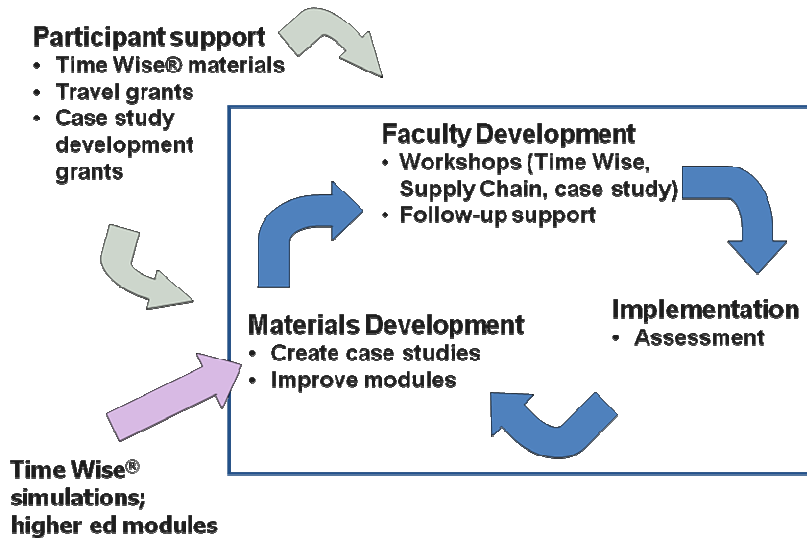 Participant support
• Time Wise® materials
• Travel grants
• Case study
development
grants
Faculty Development
• Workshops (Time Wise,
Supply Chain, case study)
• Follow-up support
Implementation
• Assessment
Materials Development
• Create case studies
• Improve modules
Time Wise®
simulations;
higher ed modules